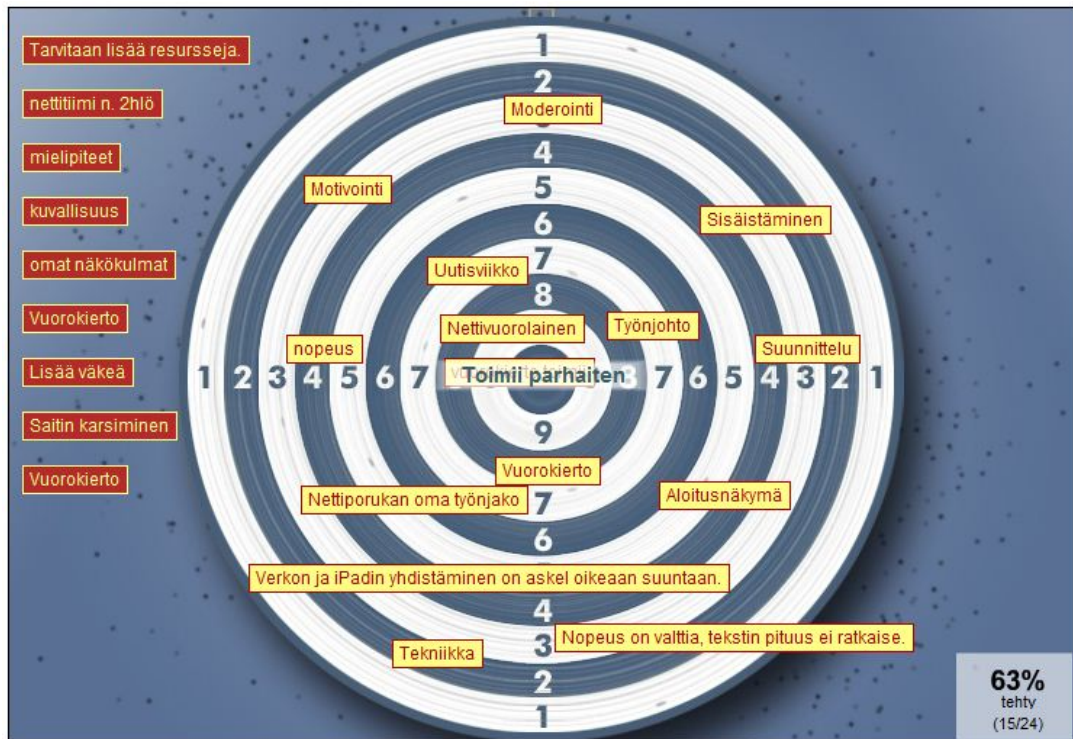 Tarvitaan lisää resursseja.
nettitiimi n. 2hlö
mielipiteet
kuvallisuus
omat näkökulmat
Vuorokierto
Lisää väkeä
Saitin karsiminen
Vuorokierto
1
2
Moderointi
4
Motivointi
5
Sisäistäminen
6
7
Uutisviikko
8
Nettivuorolainen
Työnjohto
nopeus
Suunnittelu
1 2 3 4 5 6 7 Toimii parhaiten 7 6 5 4 3 2 1
9
Vuorokierto
Nettiporukan oma työnjako
7
Aloitusnäkymä
6
Verkon ja iPadin yhdistäminen on askel oikeaan suuntaan.
4
Nopeus on valttia, tekstin pituus ei ratkaise.
3
Tekniikka
2
1
63%
tehty
(15/24)